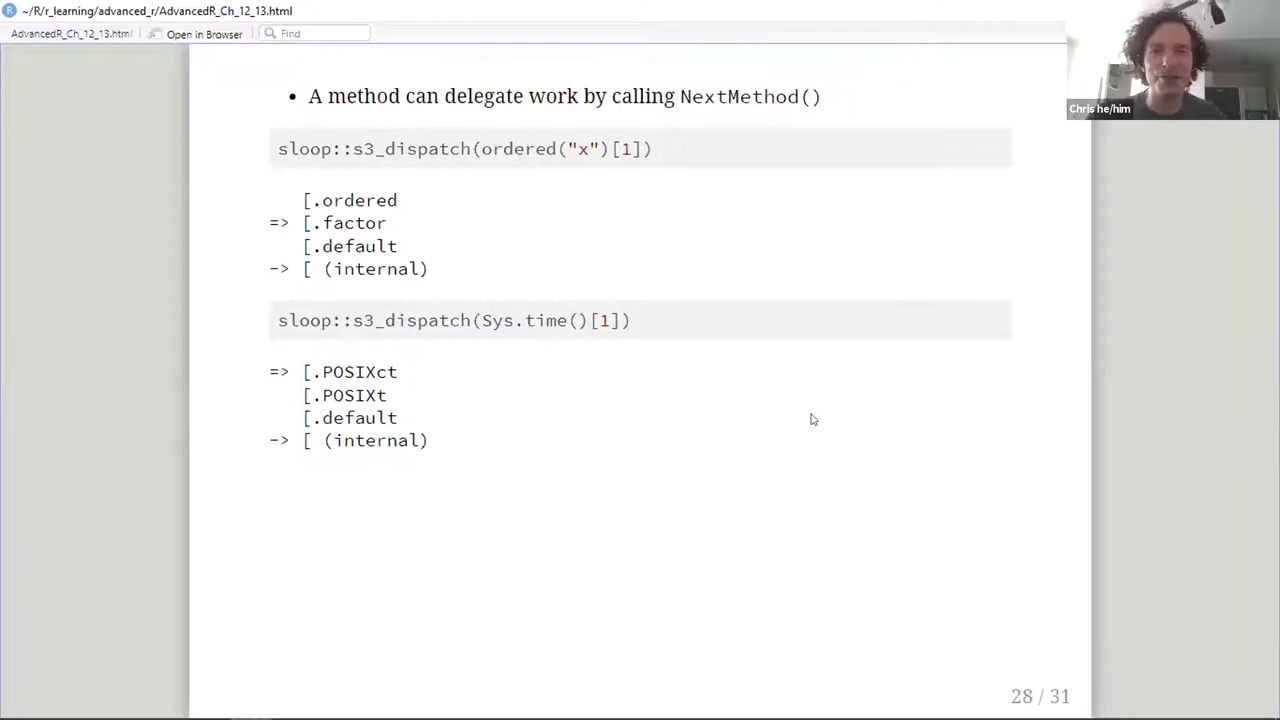 ~/R/r_learning/advanced_r/AdvancedR_Ch_12_13.html
AdvancedR_Ch_12_13.html
Open in Browser
Find
Chris he/him
• A method can delegate work by calling NextMethod()
sloop::s3_dispatch(ordered("x")[1])
[.ordered
=> [.factor
[.default
-> [ (internal)
sloop::s3_dispatch(Sys.time()[1])
=> [.POSIXct
[.POSIXt
[.default
-> [ (internal)
28 / 31